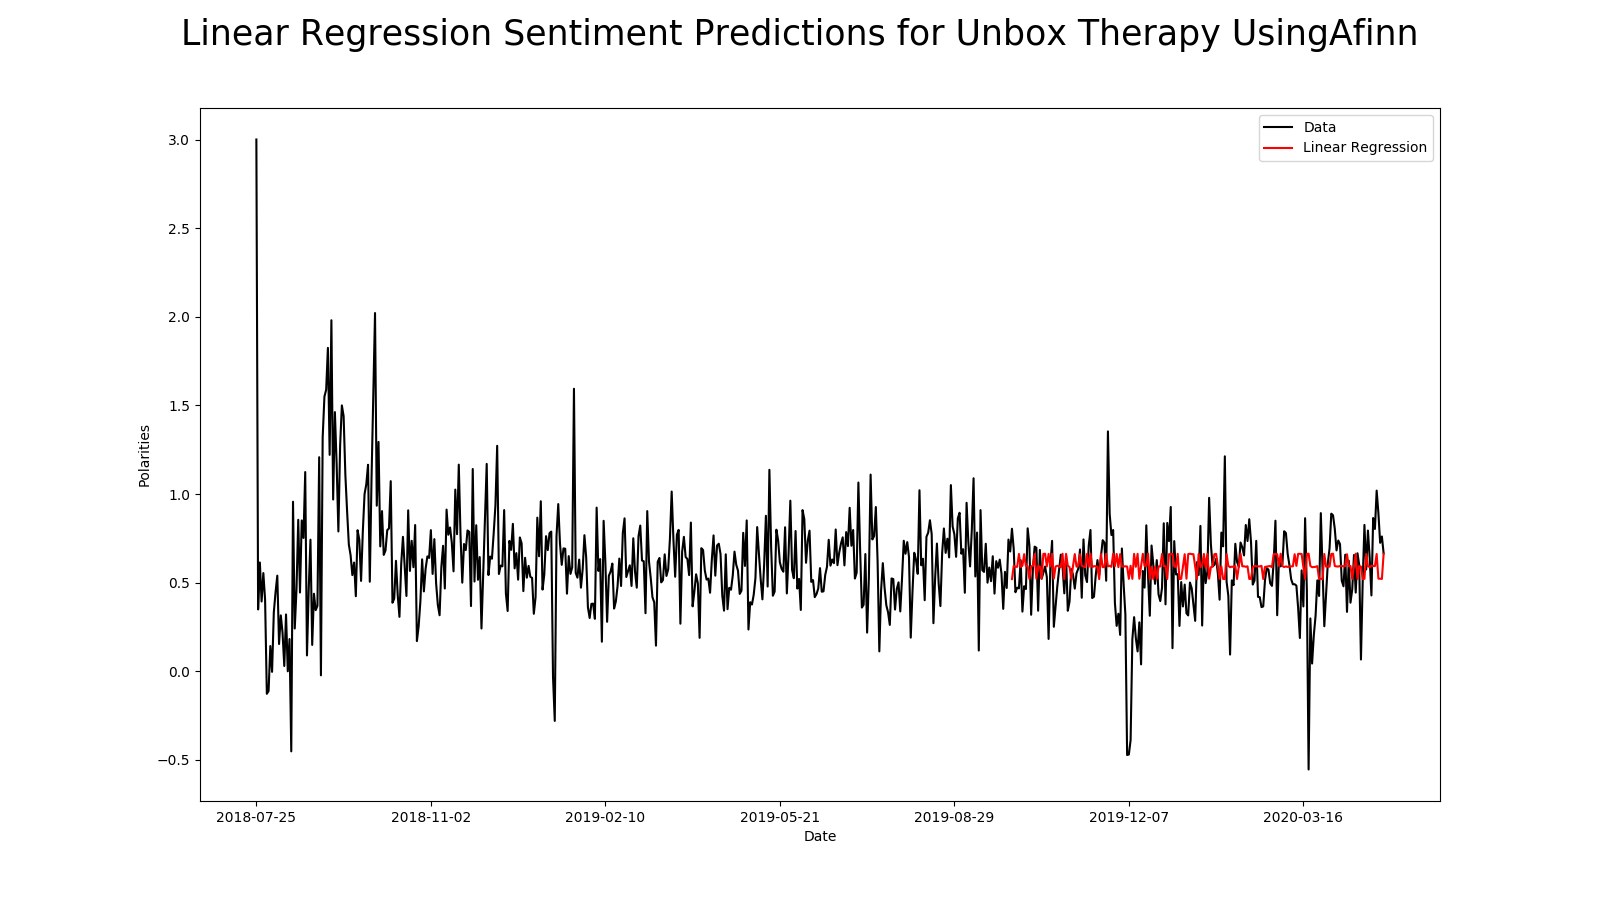 Linear Regression Sentiment Predictions for Unbox Therapy UsingAfinn
Data
Linear Regression
3.0
2.5
2.0
1.5
1.0
0.5
0.0
−0.5
Polarities
2018-07-25 2018-11-02 2019-02-10 2019-05-21 2019-08-29 2019-12-07 2020-03-16
Date